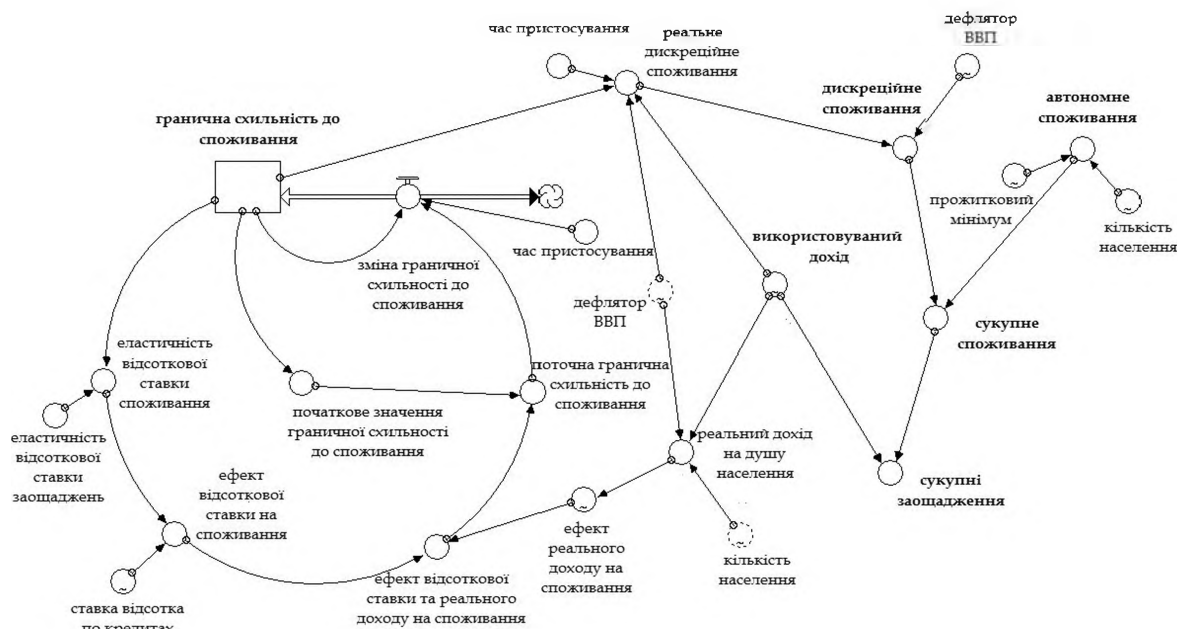 час пристосування
реальне
дискреційне
споживання
дефлятор
ВВП
дискреційне
споживання
автономне
споживання
гранична схильність до
споживання
прожитковий
мінімум
кількість
населення
час пристосування
зміна граничної
схильності до
споживання
використовуваний
дохід
дефлятор
ВВП
сукупне
споживання
еластичність
відсоткової
ставки
споживання
поточна гранична
схильність до
споживання
початкове значення
граничної схильності
до споживання
еластичність
відсоткової
ставки
заощаджень
реальний дохід
на душу
населення
сукупні
заощадження
ефект
відсоткової
ставки на
споживання
ефект
реального
доходу на
споживання
кількість
населення
ефект відсоткової
ставки та реального
доходу на споживання
ставка відсотка
по кредитах